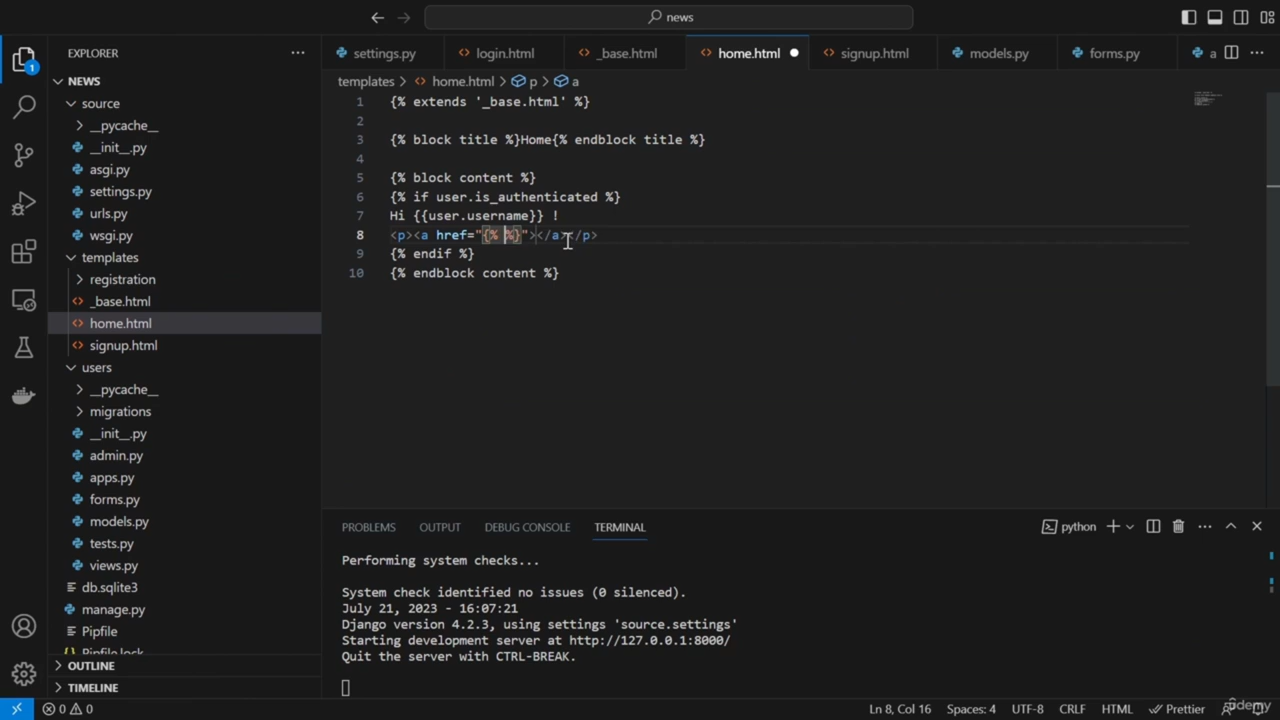 news
EXPLORER
NEWS
source
__pycache__
__init__.py
asgi.py
settings.py
urls.py
wsgi.py
templates
registration
_base.html
home.html
signup.html
users
__pycache__
migrations
__init__.py
admin.py
apps.py
forms.py
models.py
tests.py
views.py
db.sqlite3
manage.py
Pipfile
Pipfile.lock
OUTLINE
TIMELINE
1
settings.py
login.html
_base.html
home.html
signup.html
models.py
forms.py
a
templates > home.html > p > a
1 {% extends '_base.html' %}
2
3 {% block title %}Home{% endblock title %}
4
5 {% block content %}
6 {% if user.is_authenticated %}
7 Hi {{user.username}} !
8 <p><a href="{% %}"></a></p>
9 {% endif %}
10 {% endblock content %}
PROBLEMS OUTPUT DEBUG CONSOLE TERMINAL
python
Performing system checks...
System check identified no issues (0 silenced).
July 21, 2023 - 16:07:21
Django version 4.2.3, using settings 'source.settings'
Starting development server at http://127.0.0.1:8000/
Quit the server with CTRL-BREAK.
0 0
Ln 8, Col 16 Spaces: 4 UTF-8 CRLF HTML Prettier
udemy